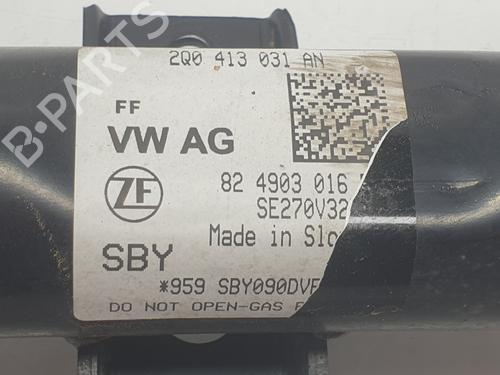 2Q0 413 031 AN
FF
VW AG
ZF
82 4903 016
SE270V32
Made in Slo
SBY
*959 SBY090DVF
DO NOT OPEN-GAS
B-PARTS